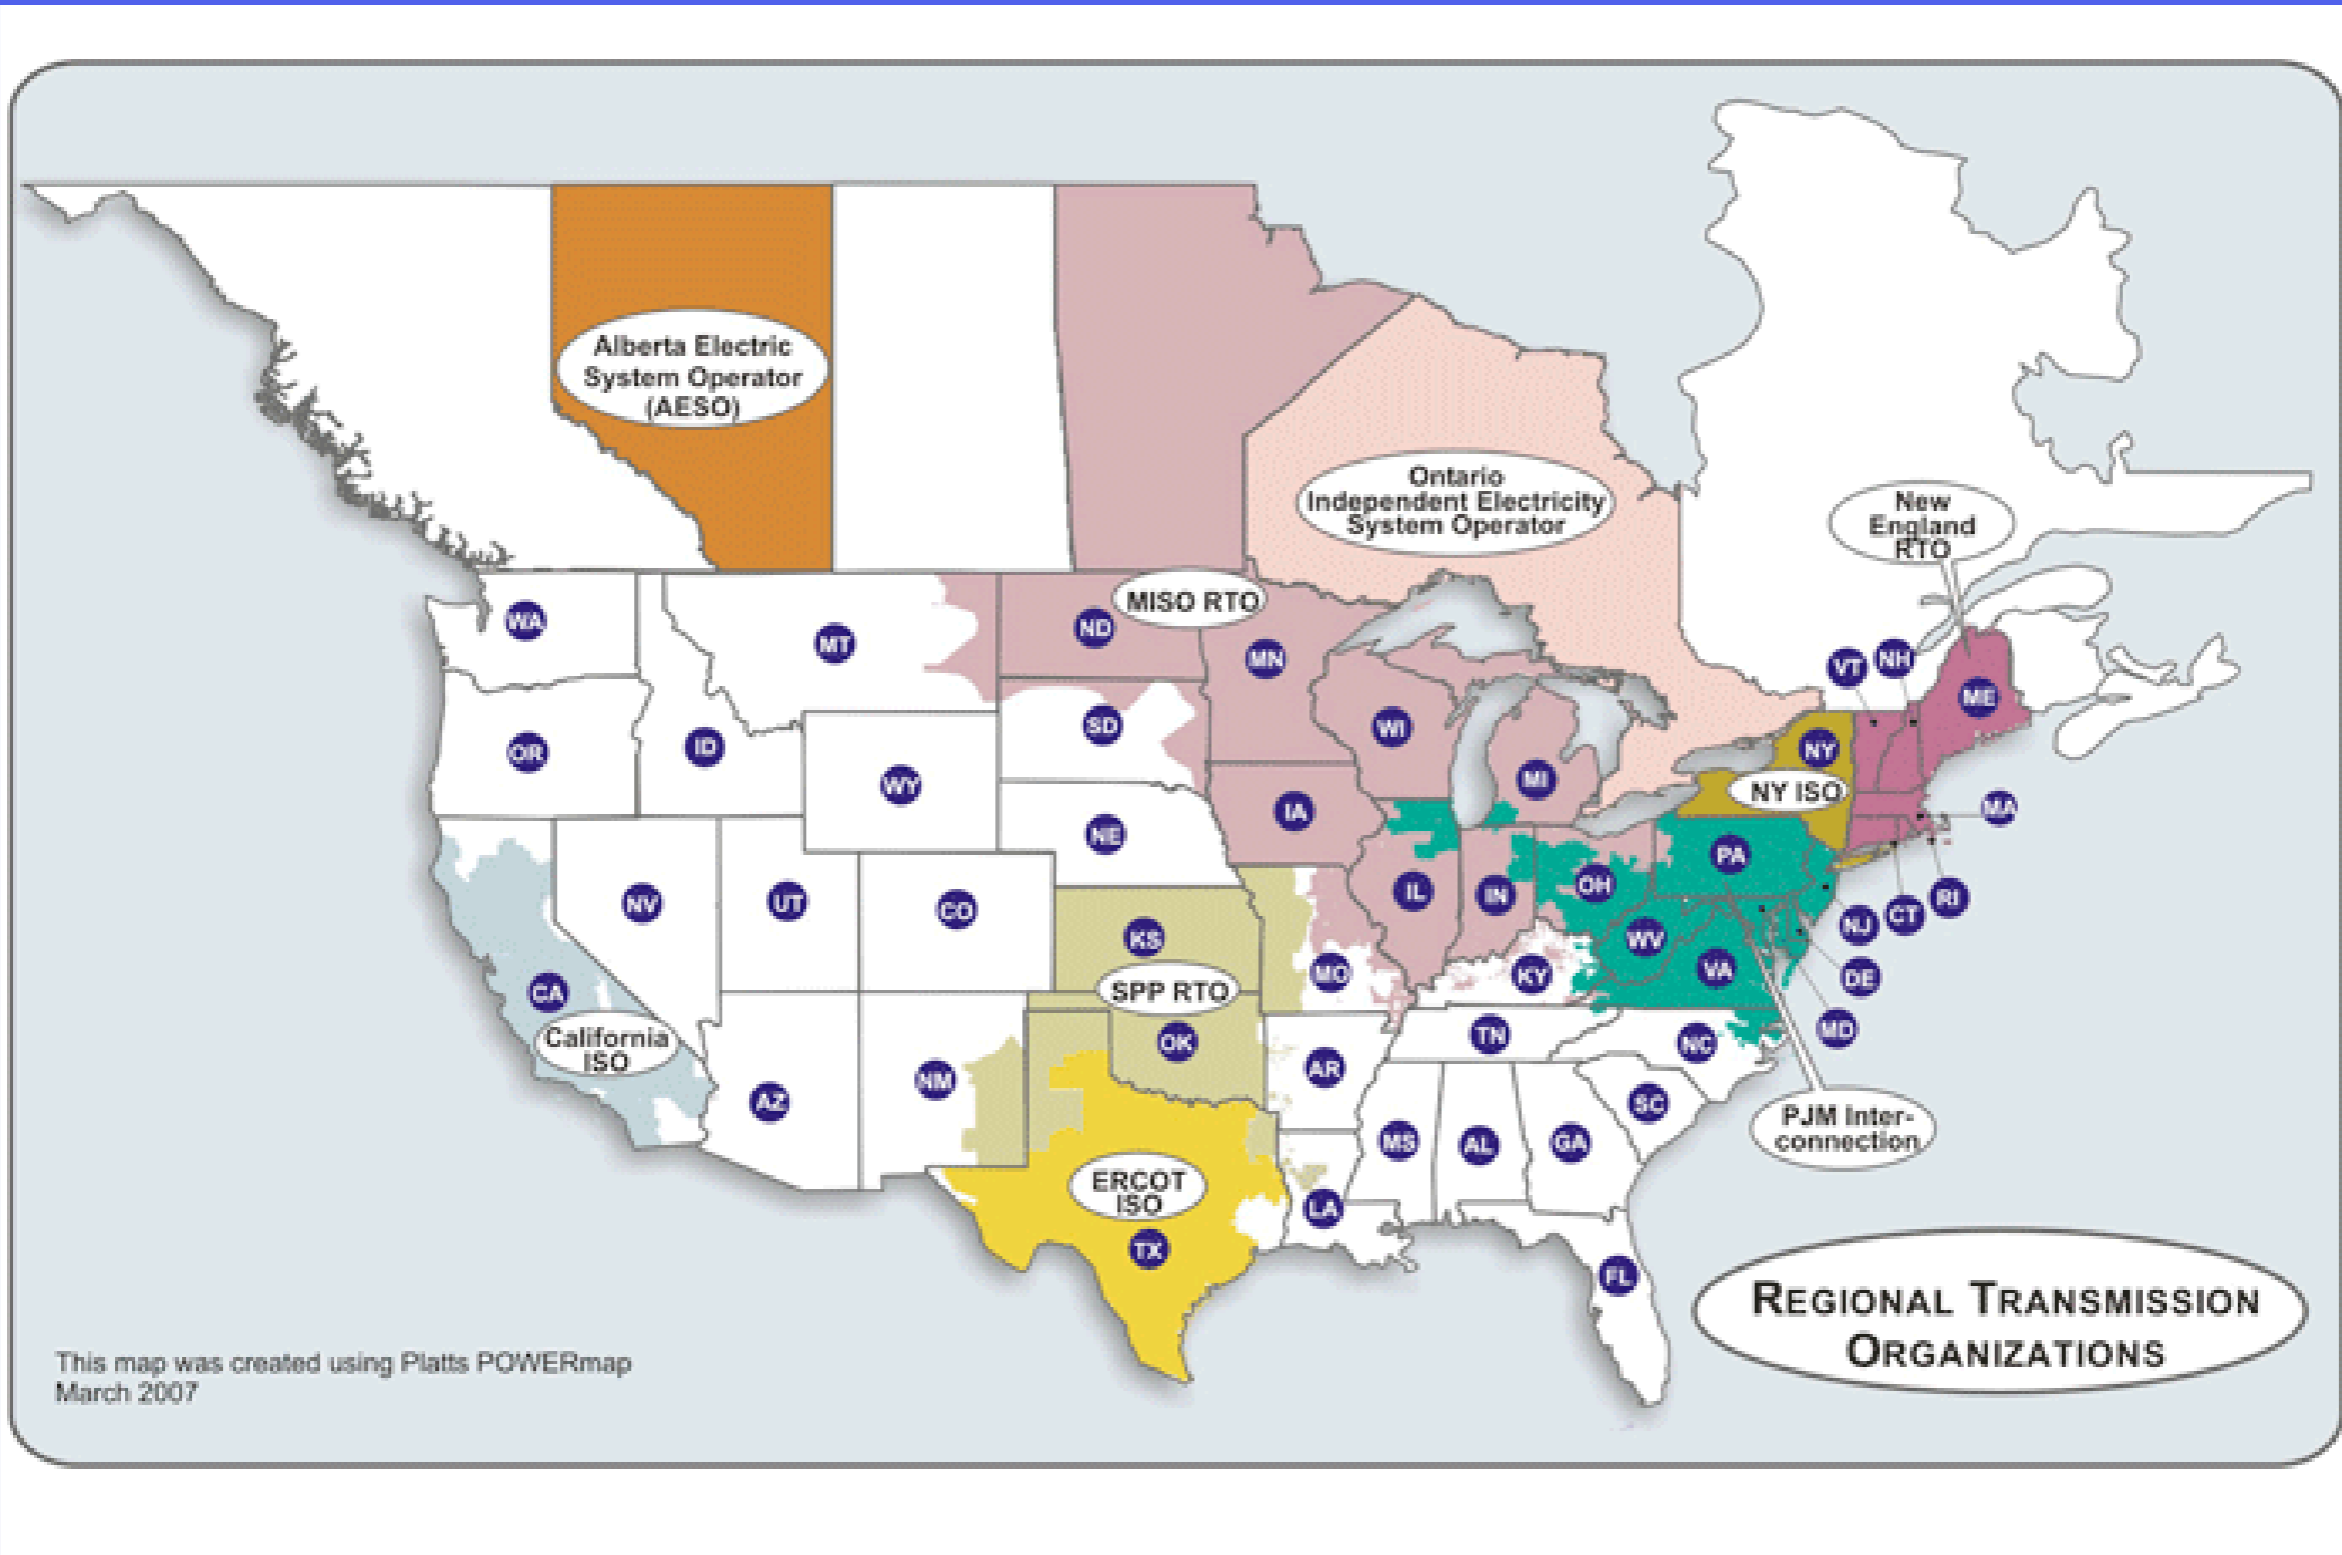 Alberta Electric
System Operator
(AESO)
Ontario
Independent Electricity
System Operator
New
England
RTO
MISO RTO
WA
MT
ND
MN
VT
NH
ME
OR
ID
SD
WI
NY
WY
MI
NY ISO
NE
IA
MA
PA
NV
UT
CO
IL
IN
OH
KS
WV
NJ
CT
RI
SPP RTO
MO
KY
VA
DE
CA
California
ISO
OK
TN
NC
MD
AZ
NM
AR
SC
PJM Inter-
connection
MS
AL
GA
ERCOT
ISO
LA
TX
FL
REGIONAL TRANSMISSION
ORGANIZATIONS
This map was created using Platts POWERmap
March 2007